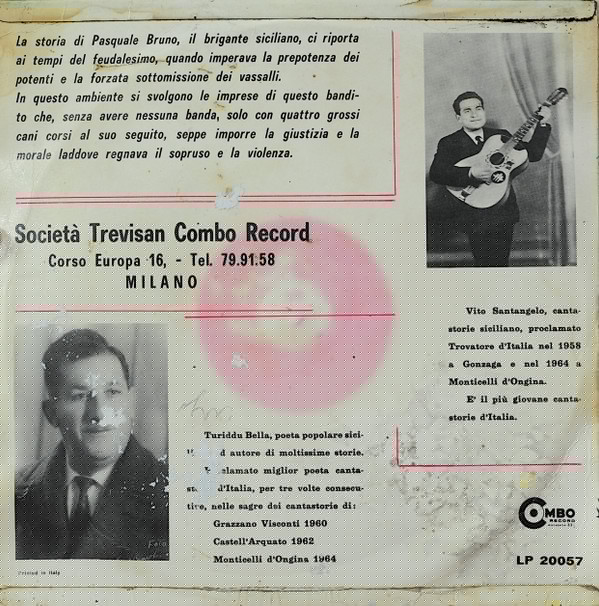 La storia di Pasquale Bruno, il brigante siciliano, ci riporta
ai tempi del feudalesimo, quando imperava la prepotenza dei
potenti e la forzata sottomissione dei vassalli.
In questo ambiente si svolgono le imprese di questo bandi-
to che, senza avere nessuna banda, solo con quattro grossi
cani corsi al suo seguito, seppe imporre la giustizia e la
morale laddove regnava il sopruso e la violenza.
Società Trevisan Combo Record
Corso Europa 16, - Tel. 79.91.58
MILANO
Vito Santangelo, canta-
storie siciliano, proclamato
Trovatore d'Italia nel 1958
a Gonzaga e nel 1964 a
Monticelli d'Ongina.
E' il più giovane canta-
storie d'Italia.
Turiddu Bella, poeta popolare sici-
d autore di moltissime storie.
clamato miglior poeta canta-
d'Italia, per tre volte consecu-
tive, nelle sagre dei cantastorie di:
Grazzano Visconti 1960
Castell'Arquato 1962
Monticelli d'Ongina 1964
Foto
COMBO
RECORD
LP 20057
Printed in Italy